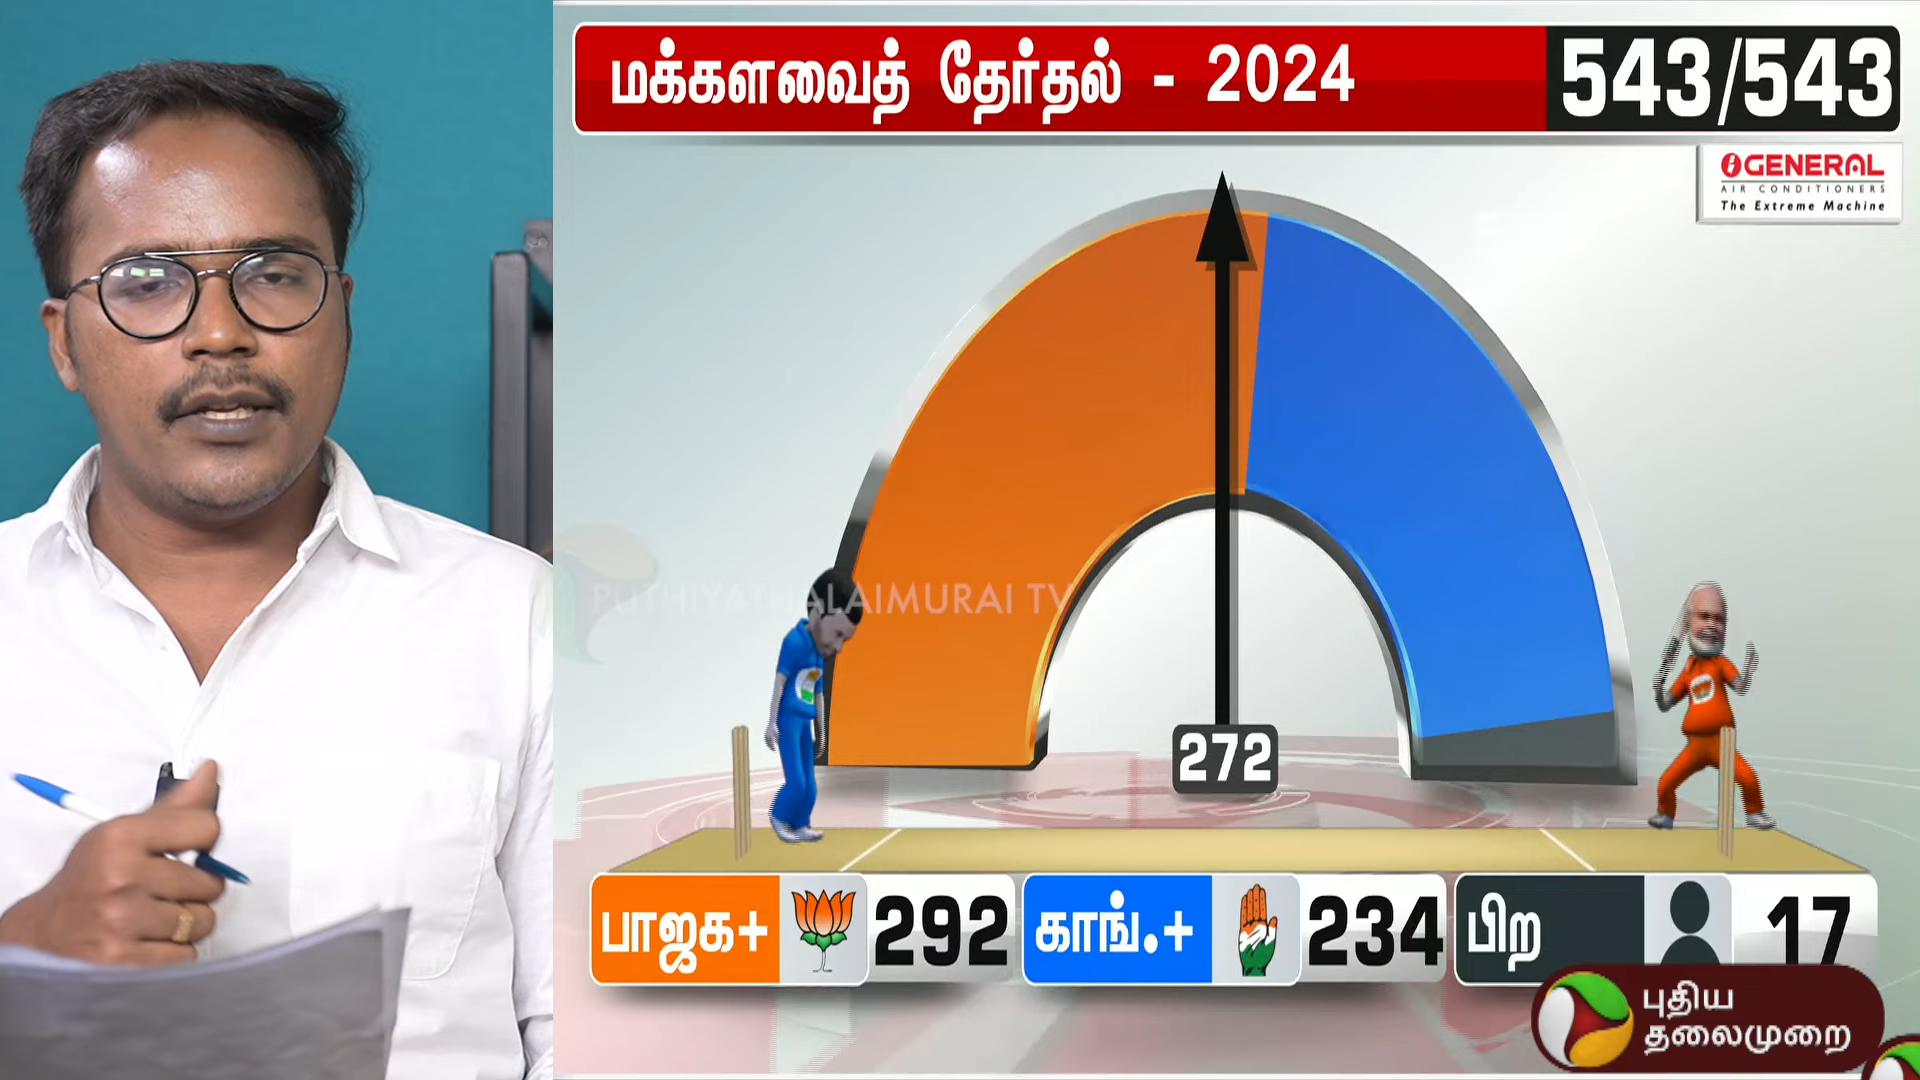 மக்களவைத் தேர்தல் - 2024
543/543
GENERAL
AIR CONDITIONERS
The Extreme Machine
PUTHIYATHALAIMURAI TV
272
பாஜக+ 292
காங்.+ 234
பிற 17
புதிய
தலைமுறை